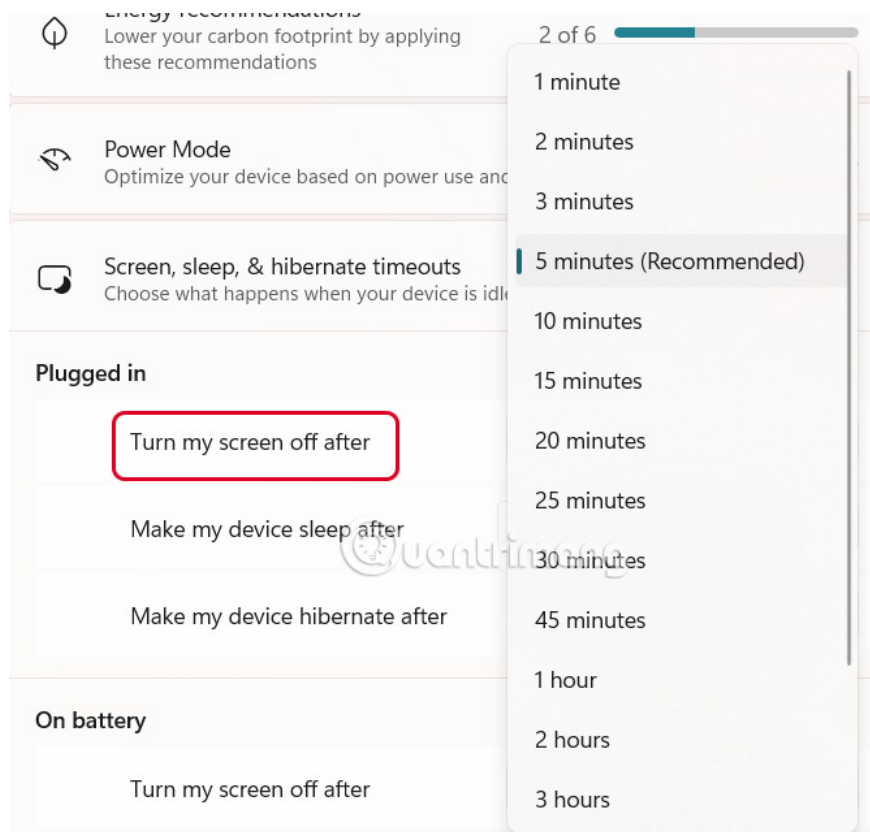 Energy recommendations
Lower your carbon footprint by applying
these recommendations
2 of 6
Power Mode
Optimize your device based on power use and
Screen, sleep, & hibernate timeouts
Choose what happens when your device is idle
Plugged in
Turn my screen off after
Make my device sleep after
Make my device hibernate after
On battery
Turn my screen off after
1 minute
2 minutes
3 minutes
5 minutes (Recommended)
10 minutes
15 minutes
20 minutes
25 minutes
30 minutes
45 minutes
1 hour
2 hours
3 hours
Quantrimang